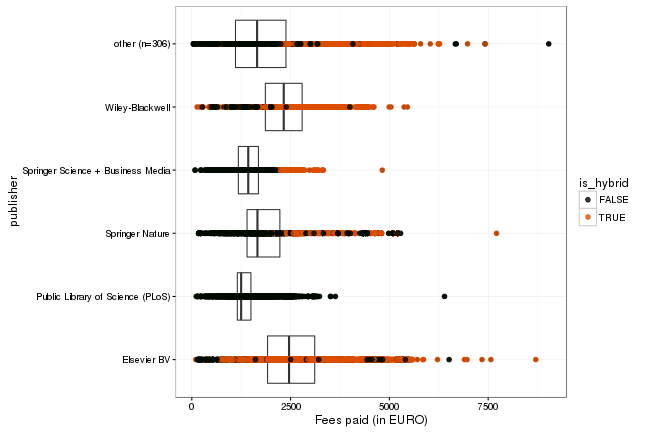 other (n=306)
Wiley-Blackwell
Springer Science + Business Media
Springer Nature
Public Library of Science (PLoS)
Elsevier BV
publisher
0 2500 5000 7500
Fees paid (in EURO)
is_hybrid
FALSE
TRUE